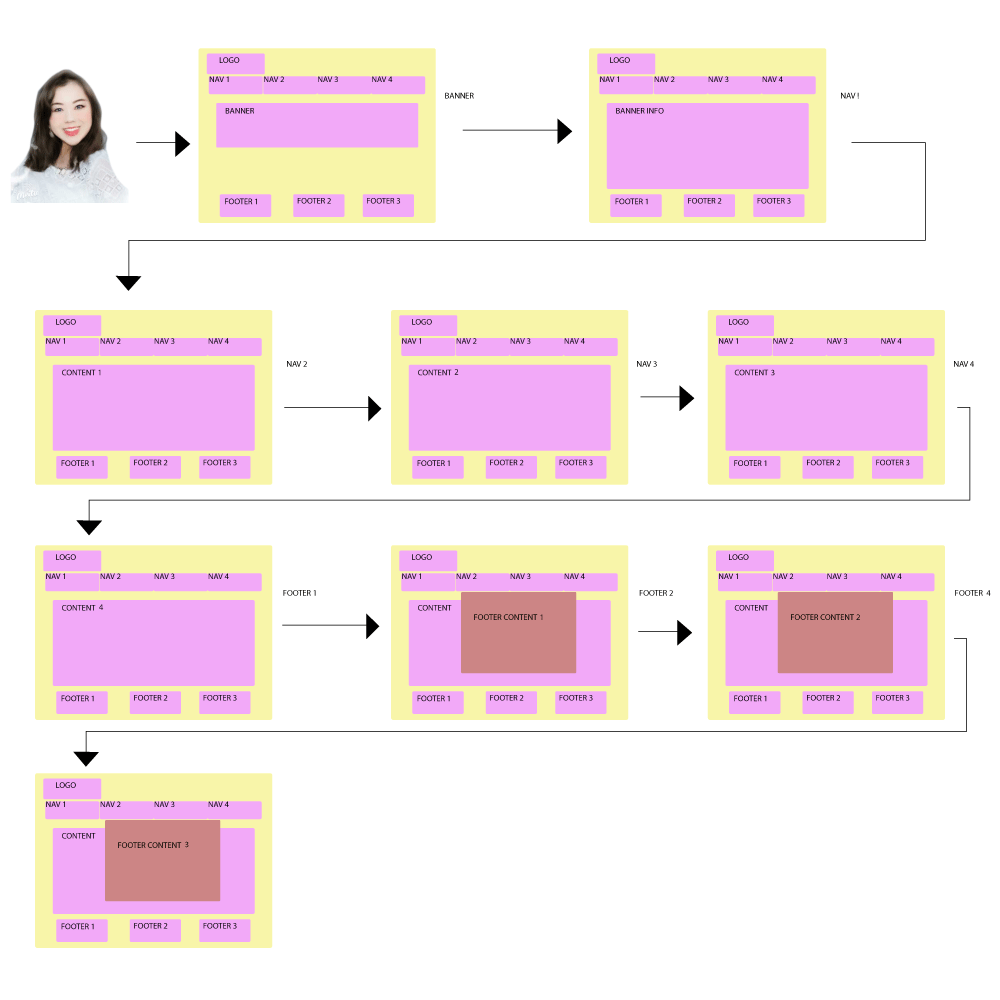 LOGO
NAV 1 NAV 2 NAV 3 NAV 4
BANNER
FOOTER 1 FOOTER 2 FOOTER 3
BANNER
LOGO
NAV 1 NAV 2 NAV 3 NAV 4
BANNER INFO
FOOTER 1 FOOTER 2 FOOTER 3
NAV !
LOGO
NAV 1 NAV 2 NAV 3 NAV 4
CONTENT 1
FOOTER 1 FOOTER 2 FOOTER 3
NAV 2
LOGO
NAV 1 NAV 2 NAV 3 NAV 4
CONTENT 2
FOOTER 1 FOOTER 2 FOOTER 3
NAV 3
LOGO
NAV 1 NAV 2 NAV 3 NAV 4
CONTENT 3
FOOTER 1 FOOTER 2 FOOTER 3
NAV 4
LOGO
NAV 1 NAV 2 NAV 3 NAV 4
CONTENT 4
FOOTER 1 FOOTER 2 FOOTER 3
FOOTER 1
LOGO
NAV 1 NAV 2 NAV 3 NAV 4
CONTENT
FOOTER CONTENT 1
FOOTER 1 FOOTER 2 FOOTER 3
FOOTER 2
LOGO
NAV 1 NAV 2 NAV 3 NAV 4
CONTENT
FOOTER CONTENT 2
FOOTER 1 FOOTER 2 FOOTER 3
FOOTER 4
LOGO
NAV 1 NAV 2 NAV 3 NAV 4
CONTENT
FOOTER CONTENT 3
FOOTER 1 FOOTER 2 FOOTER 3